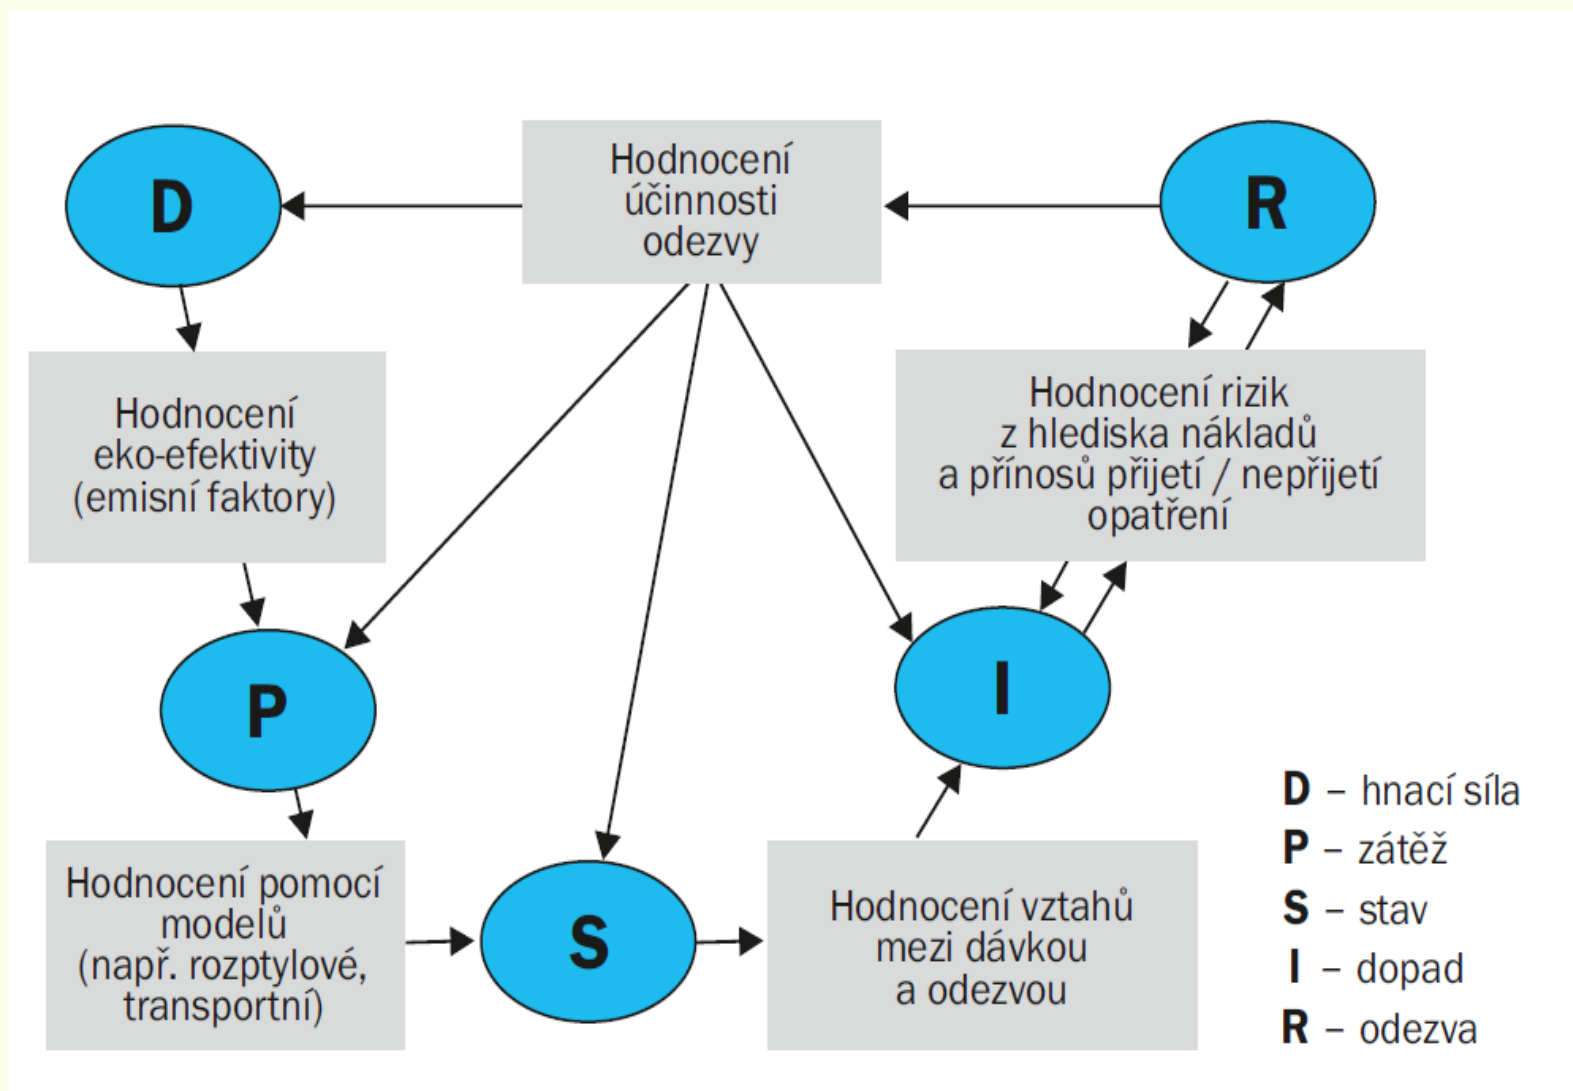 D
Hodnocení
účinnosti
odezvy
R
Hodnocení
eko-efektivity
(emisní faktory)
Hodnocení rizik
z hlediska nákladů
a přínosů přijetí / nepřijetí
opatření
P
I
Hodnocení pomocí
modelů
(např. rozptylové,
transportní)
S
Hodnocení vztahů
mezi dávkou
a odezvou
D – hnací síla
P – zátěž
S – stav
I – dopad
R – odezva